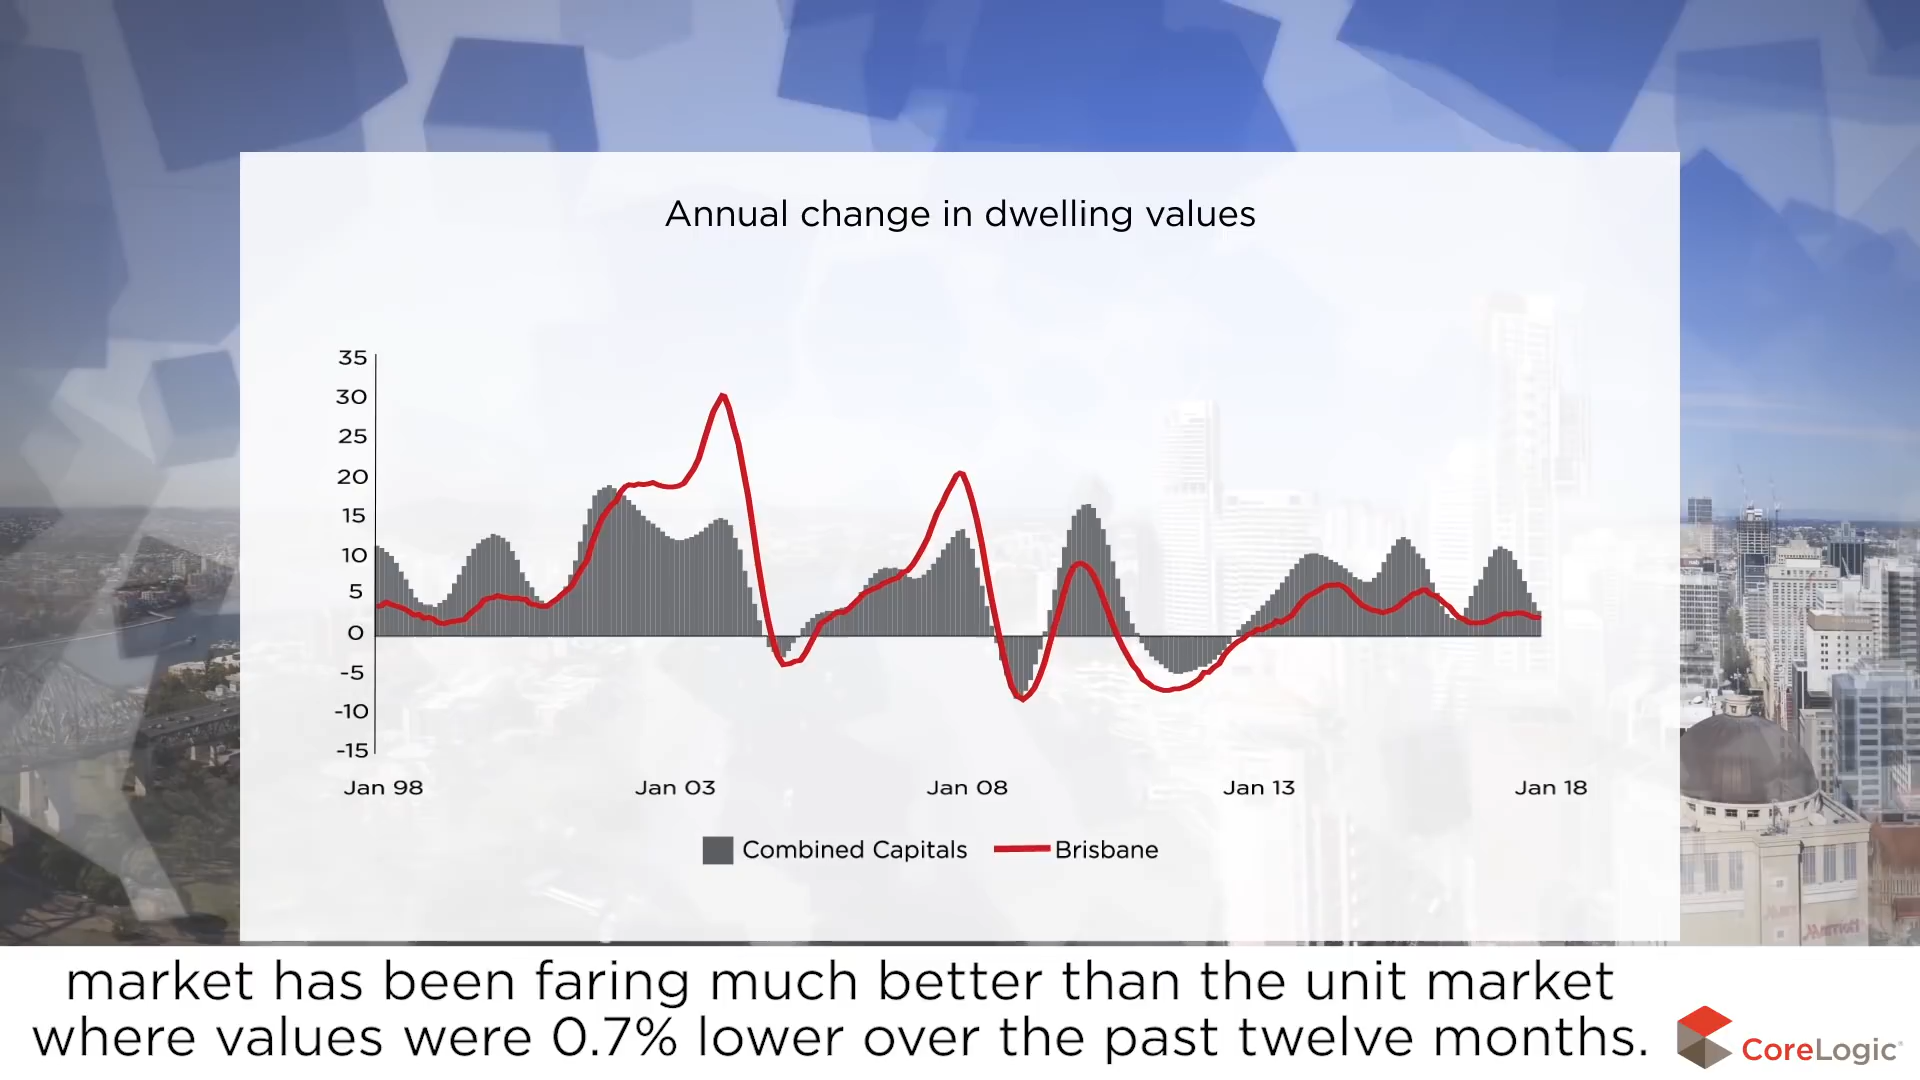 Annual change in dwelling values
35
30
25
20
15
10
5
0
-5
-10
-15
Jan 98 Jan 03 Jan 08 Jan 13 Jan 18
Combined Capitals Brisbane
market has been faring much better than the unit market
where values were 0.7% lower over the past twelve months.
CoreLogic